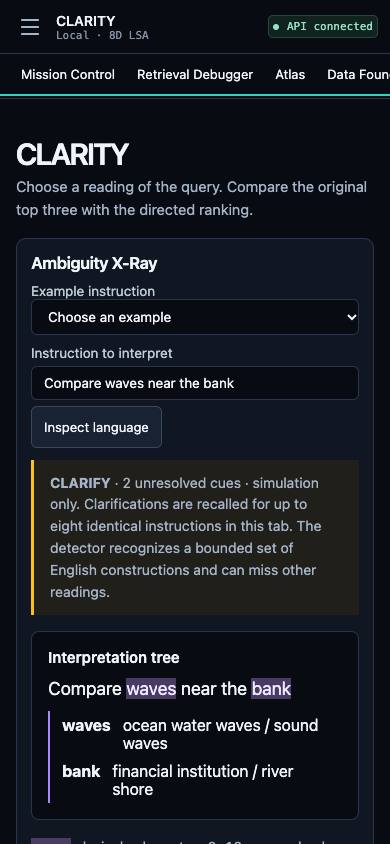 CLARITY
Local · 8D LSA
API connected
Mission Control Retrieval Debugger Atlas Data Foun
CLARITY
Choose a reading of the query. Compare the original
top three with the directed ranking.
Ambiguity X-Ray
Example instruction
Choose an example
Instruction to interpret
Compare waves near the bank
Inspect language
CLARIFY · 2 unresolved cues · simulation
only. Clarifications are recalled for up to
eight identical instructions in this tab. The
detector recognizes a bounded set of
English constructions and can miss other
readings.
Interpretation tree
Compare waves near the bank
waves ocean water waves / sound
waves
bank financial institution / river
shore